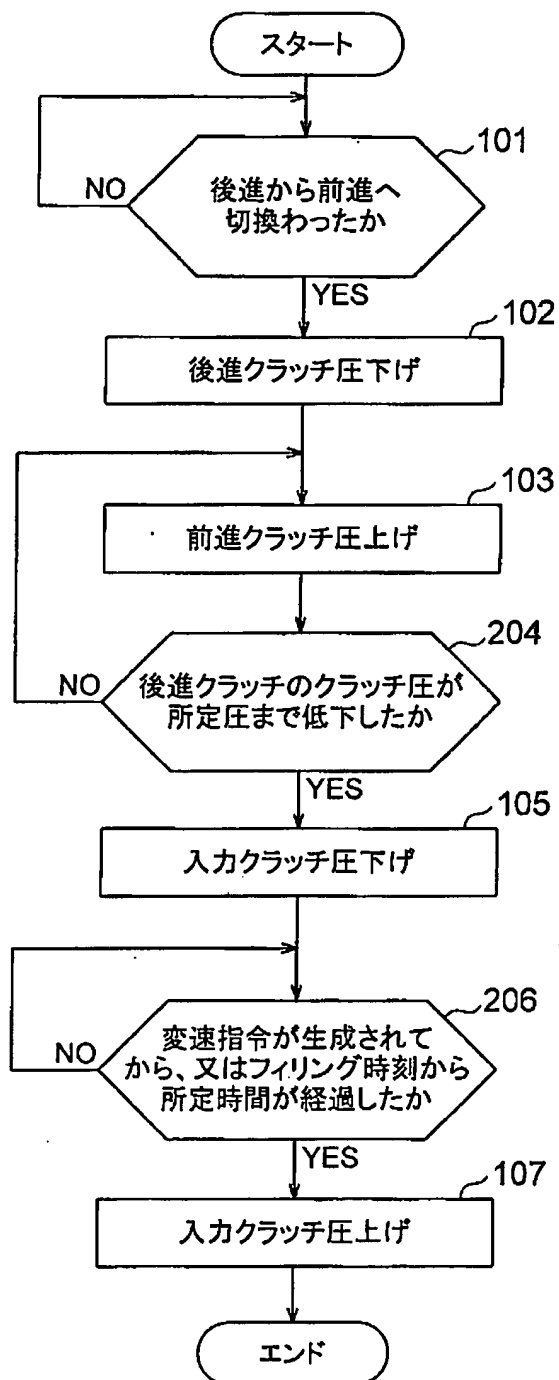 スタート
101
後進から前進へ
切換わったか
NO
YES
102
後進クラッチ圧下げ
103
前進クラッチ圧上げ
204
後進クラッチのクラッチ圧が
所定圧まで低下したか
NO
YES
105
入力クラッチ圧下げ
206
変速指令が生成されて
から、又はフィリング時刻から
所定時間が経過したか
NO
YES
107
入力クラッチ圧上げ
エンド